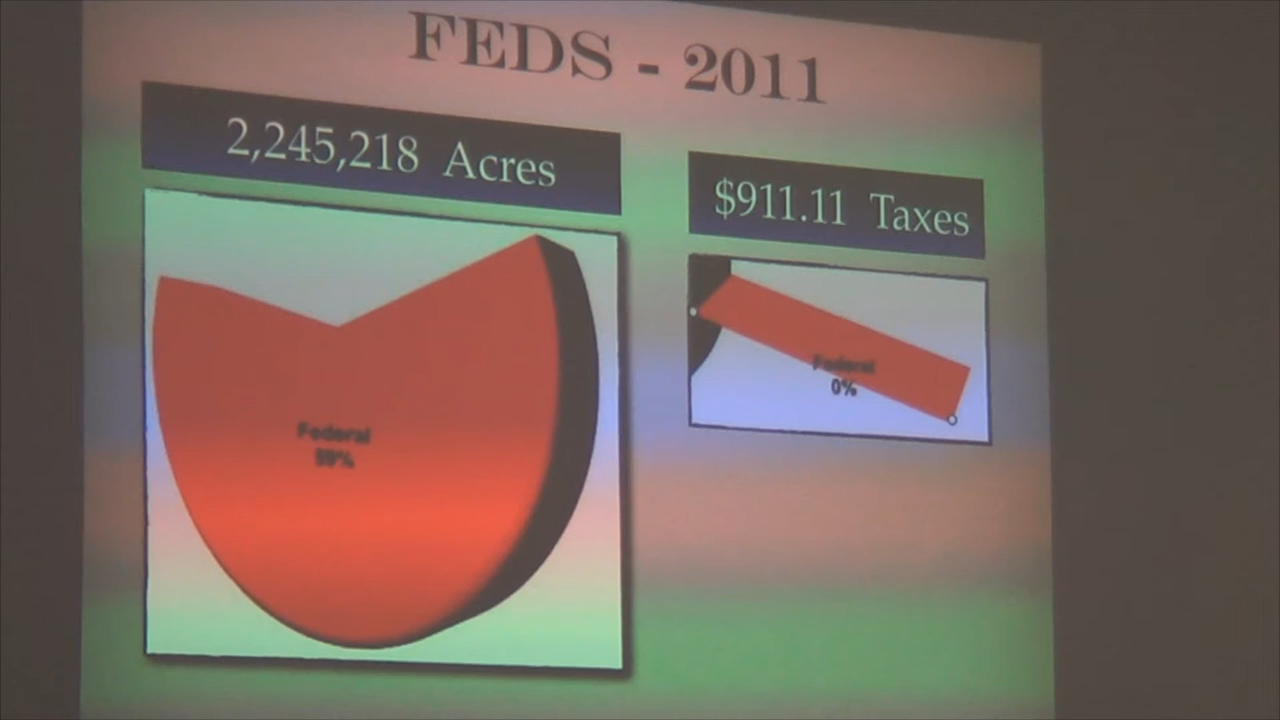 FEDS - 2011
2,245,218 Acres
$911.11 Taxes
Federal
Federal
0%